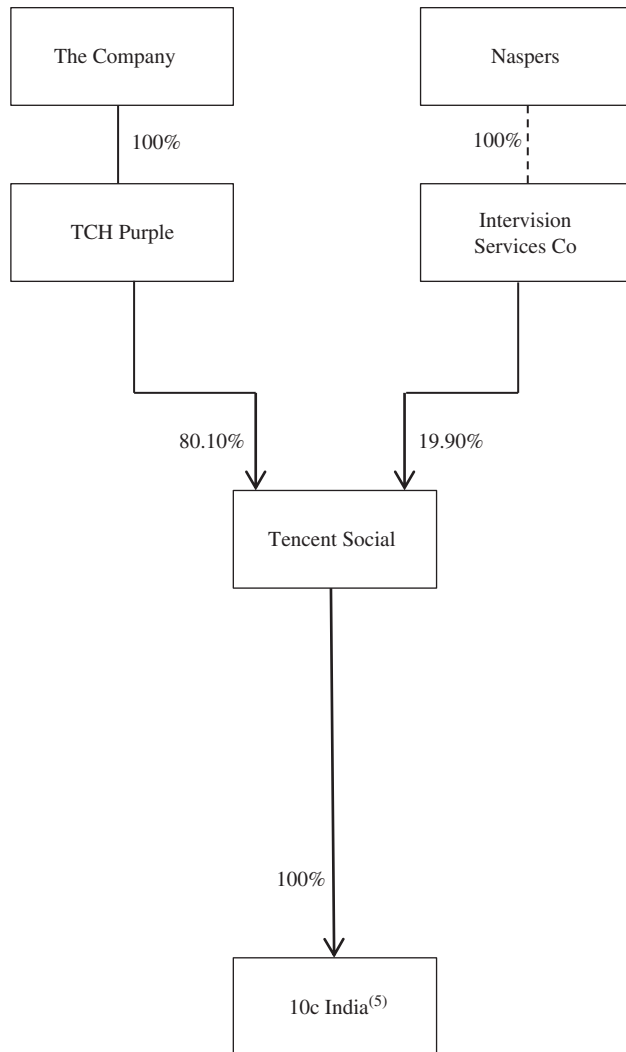 The Company
Naspers
100%
100%
TCH Purple
Intervision
Services Co
80.10%
19.90%
Tencent Social
100%
10c India(5)